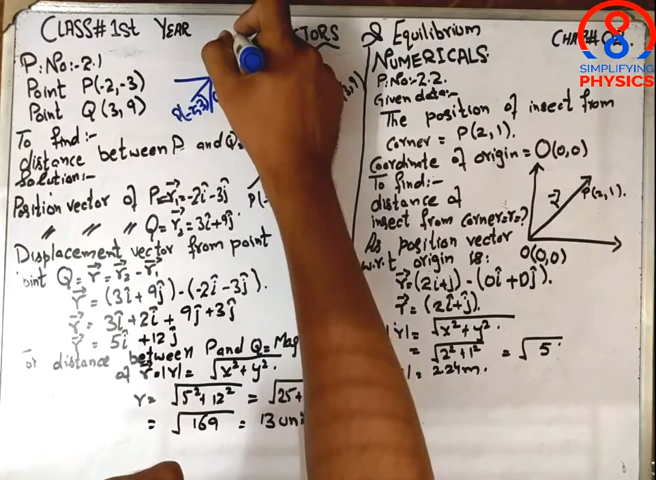 CLASS# 1st YEAR
TORS & Equilibrium
CHAP# 02
8
SIMPLIFYING
PHYSICS
P.No:-2.1
Point P(-2,-3)
Point Q(3,9)
To find:-
distance between P and Q=
Solution:-
Position vector of P=r₁=-2î-3ĵ
〃 〃 〃 Q=r₂=3î+9ĵ
Displacement vector from point
oint Q=r=r₂-r₁
r=(3î+9ĵ)-(-2î-3ĵ).
r=3î+2î+9ĵ+3ĵ
r=5î+12ĵ
distance between P and Q=Mag
of r=|r|=√x²+y².
r=√5²+12²=√25+
=√169 = 13 uni
NUMERICALS
P.No:-2.2.
Given data:-
The position of insect from
corner = P(2,1).
Coordinate of origin = O(0,0)
To find:-
distance of
insect from corner=r=?
P(2,1).
r
O(0,0)
As position vector
w.r.t origin is:
r=(2î+ĵ)-(0î+0ĵ).
r=(2î+ĵ).
|r|=√x²+y².
=√2²+1² = √5.
= 2.24m.